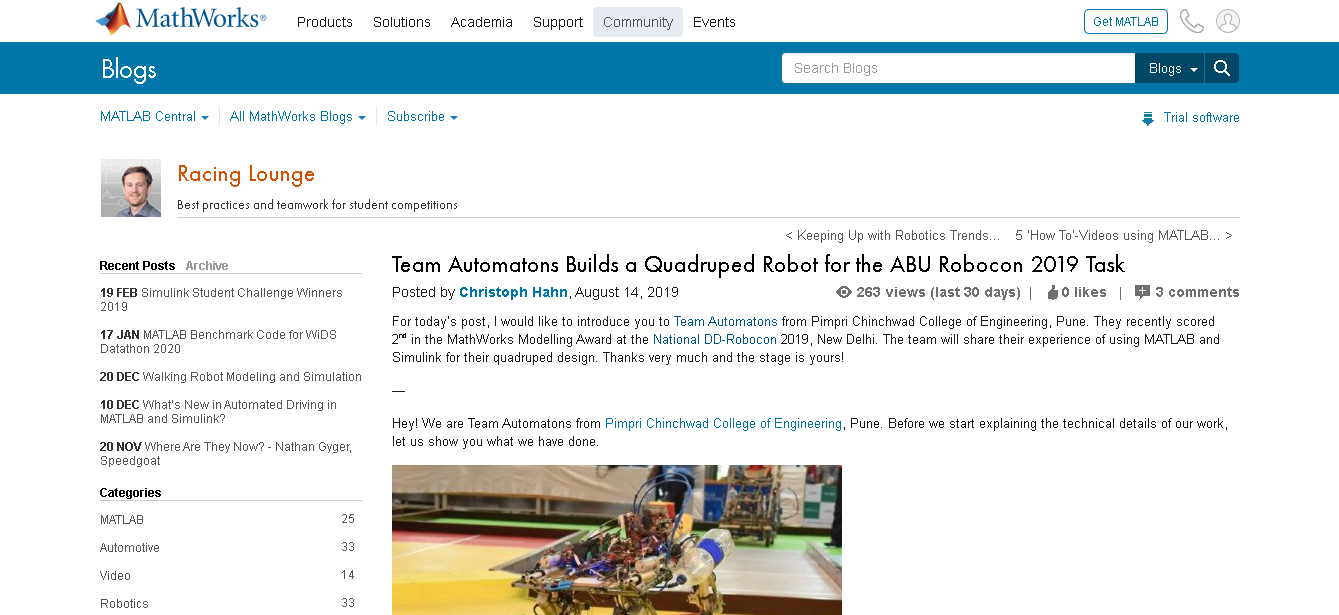 MathWorks®
Products Solutions Academia Support Community Events
Get MATLAB
Blogs
Search Blogs
Blogs
MATLAB Central
All MathWorks Blogs
Subscribe
Trial software
Racing Lounge
Best practices and teamwork for student competitions
< Keeping Up with Robotics Trends... 5 'How To'-Videos using MATLAB... >
Recent Posts Archive
19 FEB Simulink Student Challenge Winners
2019
17 JAN MATLAB Benchmark Code for WiDS
Datathon 2020
20 DEC Walking Robot Modeling and Simulation
10 DEC What's New in Automated Driving in
MATLAB and Simulink?
20 NOV Where Are They Now? - Nathan Gyger,
Speedgoat
Categories
MATLAB 25
Automotive 33
Video 14
Robotics 33
Team Automatons Builds a Quadruped Robot for the ABU Robocon 2019 Task
Posted by Christoph Hahn, August 14, 2019
263 views (last 30 days) | 0 likes | 3 comments
For today's post, I would like to introduce you to Team Automatons from Pimpri Chinchwad College of Engineering, Pune. They recently scored
2nd in the MathWorks Modelling Award at the National DD-Robocon 2019, New Delhi. The team will share their experience of using MATLAB and
Simulink for their quadruped design. Thanks very much and the stage is yours!
—
Hey! We are Team Automatons from Pimpri Chinchwad College of Engineering, Pune. Before we start explaining the technical details of our work,
let us show you what we have done.